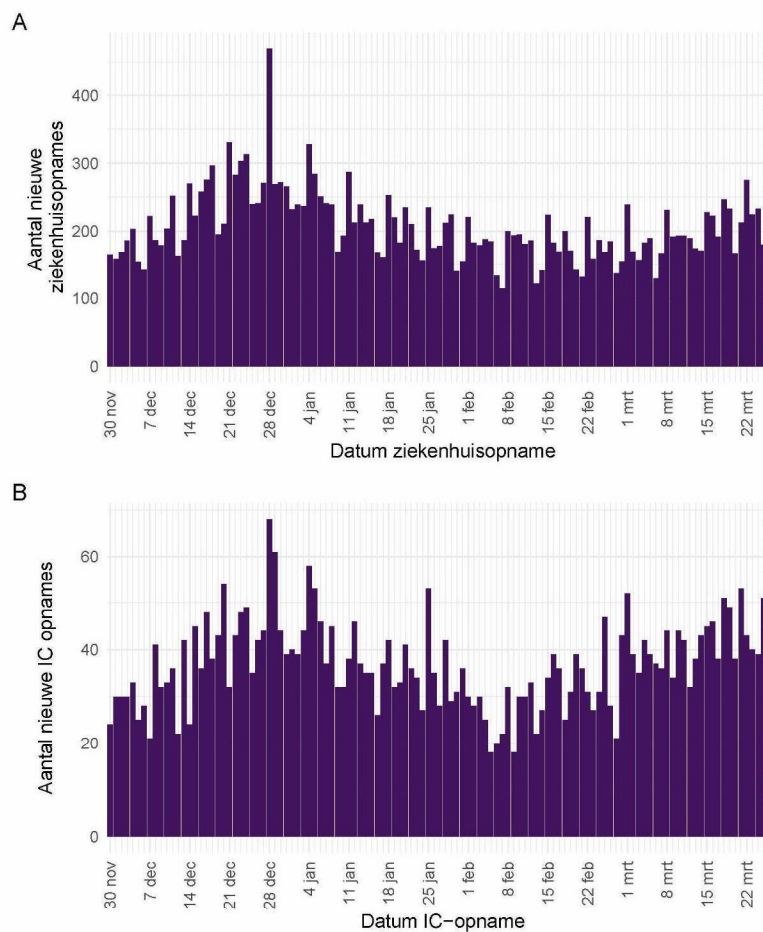 A
Aantal nieuwe
ziekenhuisopnames
400
300
200
100
0
30 nov
7 dec
14 dec
21 dec
28 dec
4 jan
11 jan
18 jan
25 jan
1 feb
8 feb
15 feb
22 feb
1 mrt
8 mrt
15 mrt
22 mrt
Datum ziekenhuisopname
B
Aantal nieuwe IC opnames
60
40
20
0
30 nov
7 dec
14 dec
21 dec
28 dec
4 jan
11 jan
18 jan
25 jan
1 feb
8 feb
15 feb
22 feb
1 mrt
8 mrt
15 mrt
22 mrt
Datum IC-opname